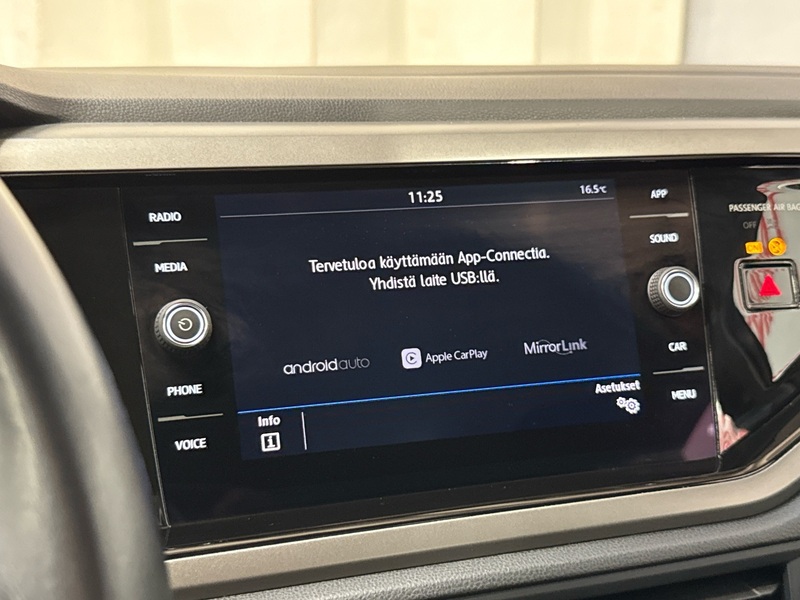 11:25
16.5°C
RADIO
MEDIA
PHONE
VOICE
Tervetuloa käyttämään App-Connectia.
Yhdistä laite USB:llä.
androidauto
Apple CarPlay
MirrorLink
Info
Asetukset
APP
SOUND
CAR
MENU
PASSENGER AIR BAG
OFF